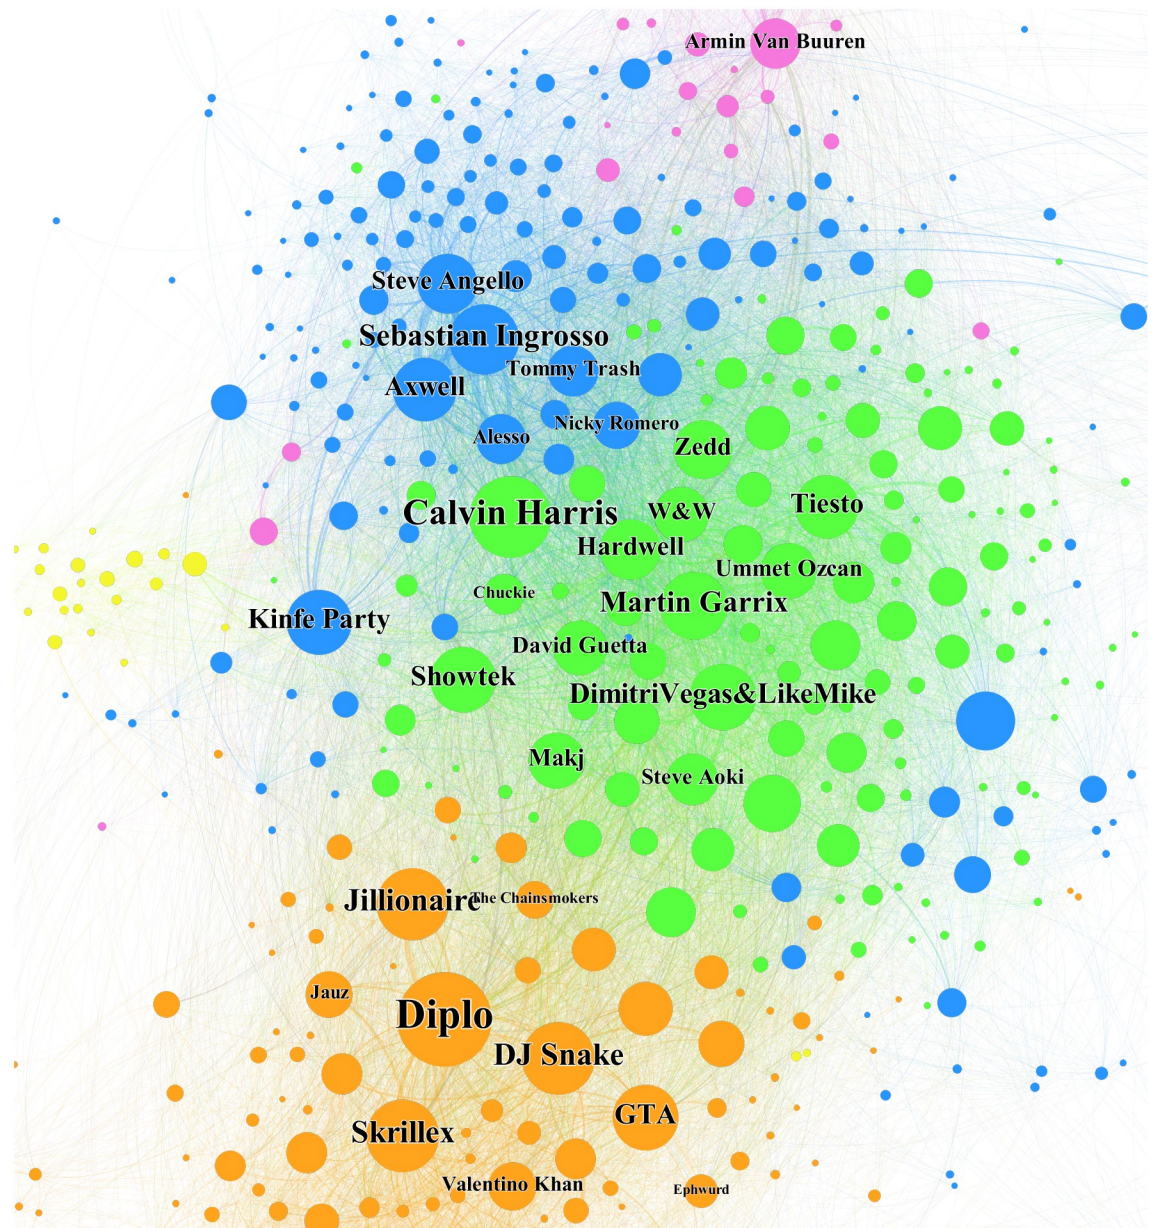 Armin Van Buuren
Steve Angello
Sebastian Ingrosso
Tommy Trash
Axwell
Nicky Romero
Alesso
Zedd
Calvin Harris
W&W
Tiesto
Hardwell
Ummet Ozcan
Chuckie
Martin Garrix
Kinfe Party
David Guetta
Showtek
DimitriVegas&LikeMike
Makj
Steve Aoki
Jillionaire
The Chainsmokers
Jauz
Diplo
DJ Snake
GTA
Skrillex
Valentino Khan
Ephwurd